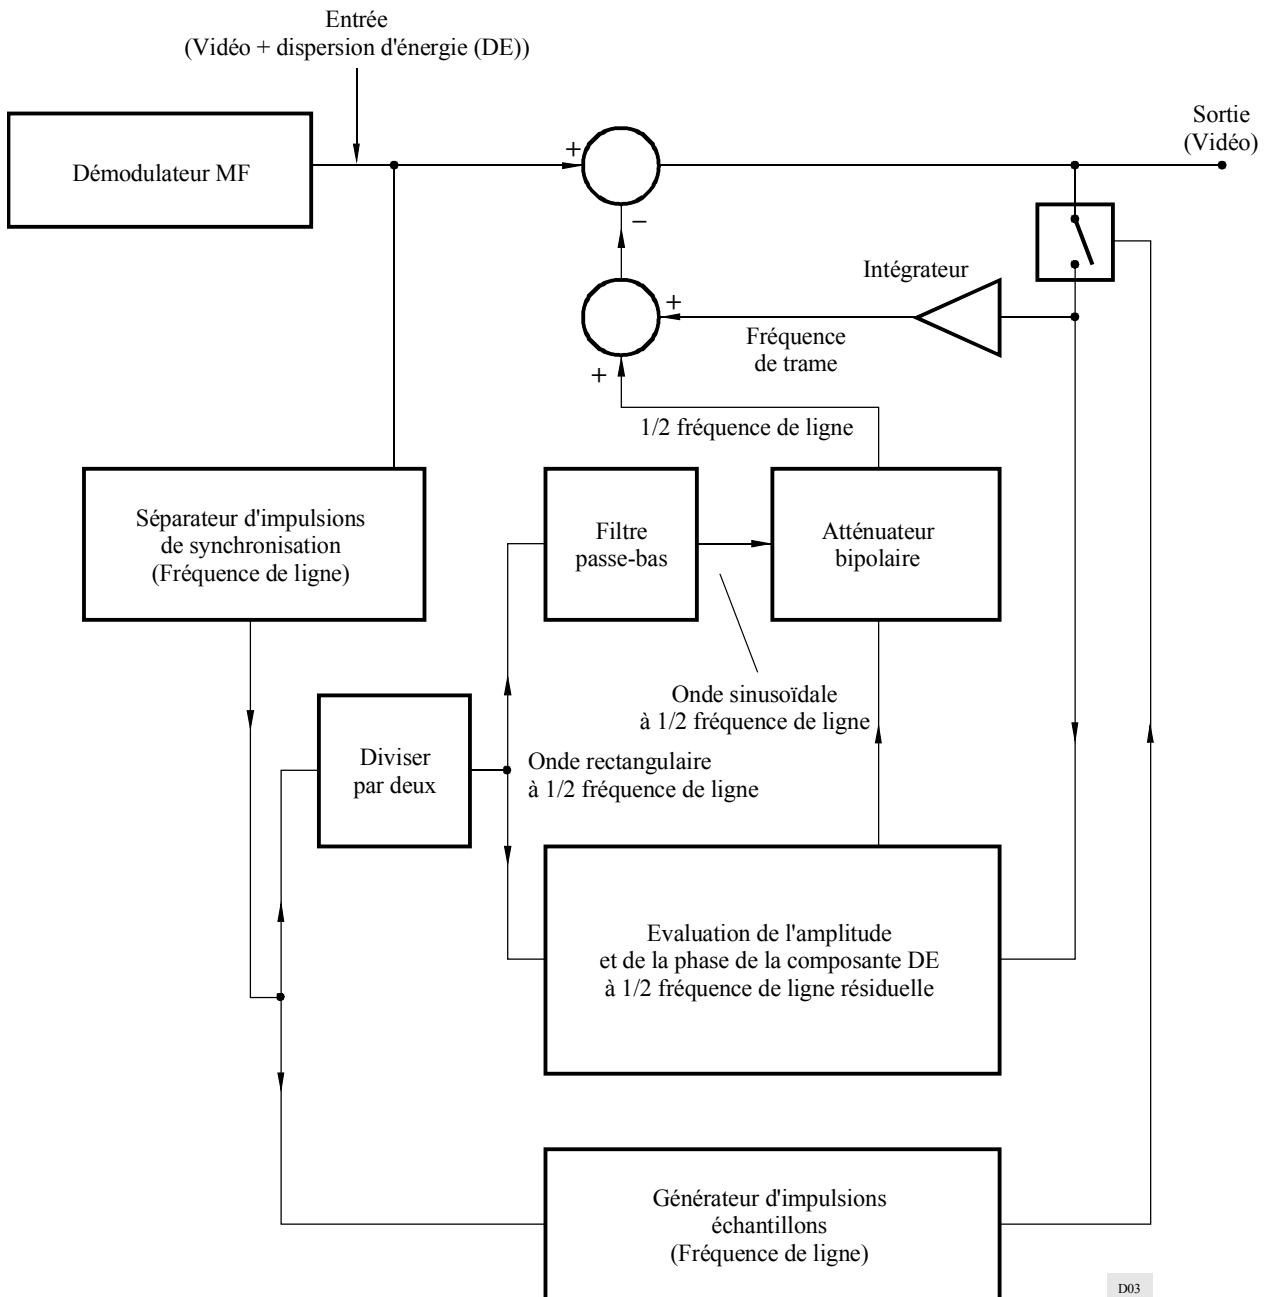 Entrée
(Vidéo + dispersion d'énergie (DE))
Démodulateur MF
+
Sortie
(Vidéo)
–
Intégrateur
+
Fréquence
de trame
+
1/2 fréquence de ligne
Séparateur d'impulsions
de synchronisation
(Fréquence de ligne)
Filtre
passe-bas
Atténuateur
bipolaire
Onde sinusoïdale
à 1/2 fréquence de ligne
Diviser
par deux
Onde rectangulaire
à 1/2 fréquence de ligne
Evaluation de l'amplitude
et de la phase de la composante DE
à 1/2 fréquence de ligne résiduelle
Générateur d'impulsions
échantillons
(Fréquence de ligne)
D03